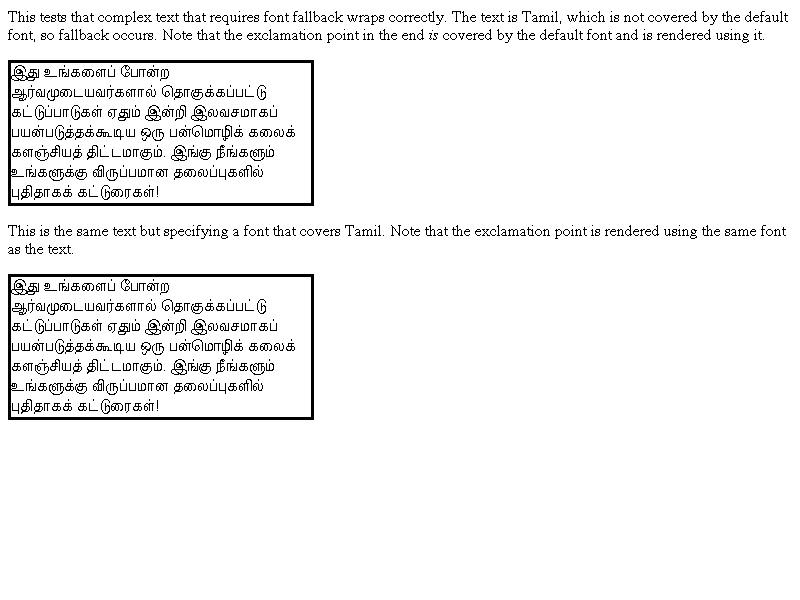 This tests that complex text that requires font fallback wraps correctly. The text is Tamil, which is not covered by the default
font, so fallback occurs. Note that the exclamation point in the end is covered by the default font and is rendered using it.
இது உங்களைப் போன்ற
ஆர்வமுடையவர்களால் தொகுக்கப்பட்டு
கட்டுப்பாடுகள் ஏதும் இன்றி இலவசமாகப்
பயன்படுத்தக்கூடிய ஒரு பன்மொழிக் கலைக்
களஞ்சியத் திட்டமாகும். இங்கு நீங்களும்
உங்களுக்கு விருப்பமான தலைப்புகளில்
புதிதாகக் கட்டுரைகள்!
This is the same text but specifying a font that covers Tamil. Note that the exclamation point is rendered using the same font
as the text.
இது உங்களைப் போன்ற
ஆர்வமுடையவர்களால் தொகுக்கப்பட்டு
கட்டுப்பாடுகள் ஏதும் இன்றி இலவசமாகப்
பயன்படுத்தக்கூடிய ஒரு பன்மொழிக் கலைக்
களஞ்சியத் திட்டமாகும். இங்கு நீங்களும்
உங்களுக்கு விருப்பமான தலைப்புகளில்
புதிதாகக் கட்டுரைகள்!